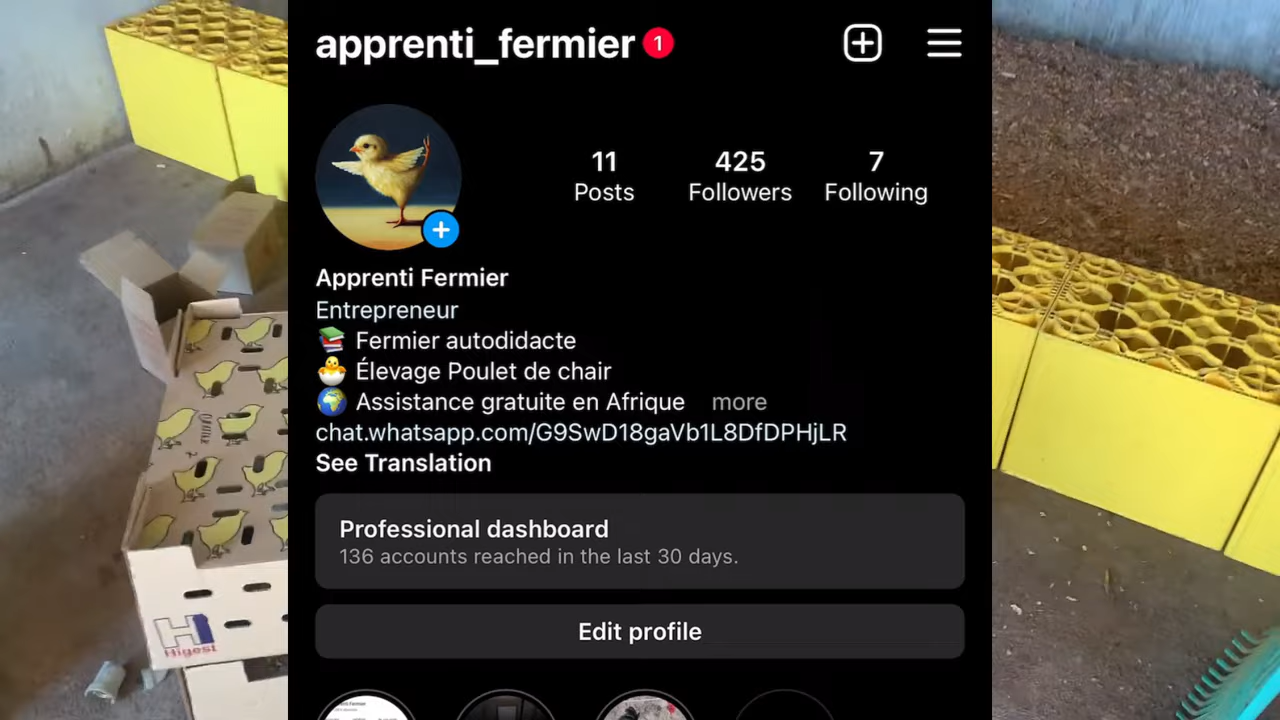 apprenti_fermier 1
11 425 7
Posts Followers Following
Apprenti Fermier
Entrepreneur
📚 Fermier autodidacte
🐣 Élevage Poulet de chair
🌍 Assistance gratuite en Afrique more
chat.whatsapp.com/G9SwD18gaVb1L8DfDPHjLR
See Translation
Professional dashboard
136 accounts reached in the last 30 days.
Edit profile
H
Higest